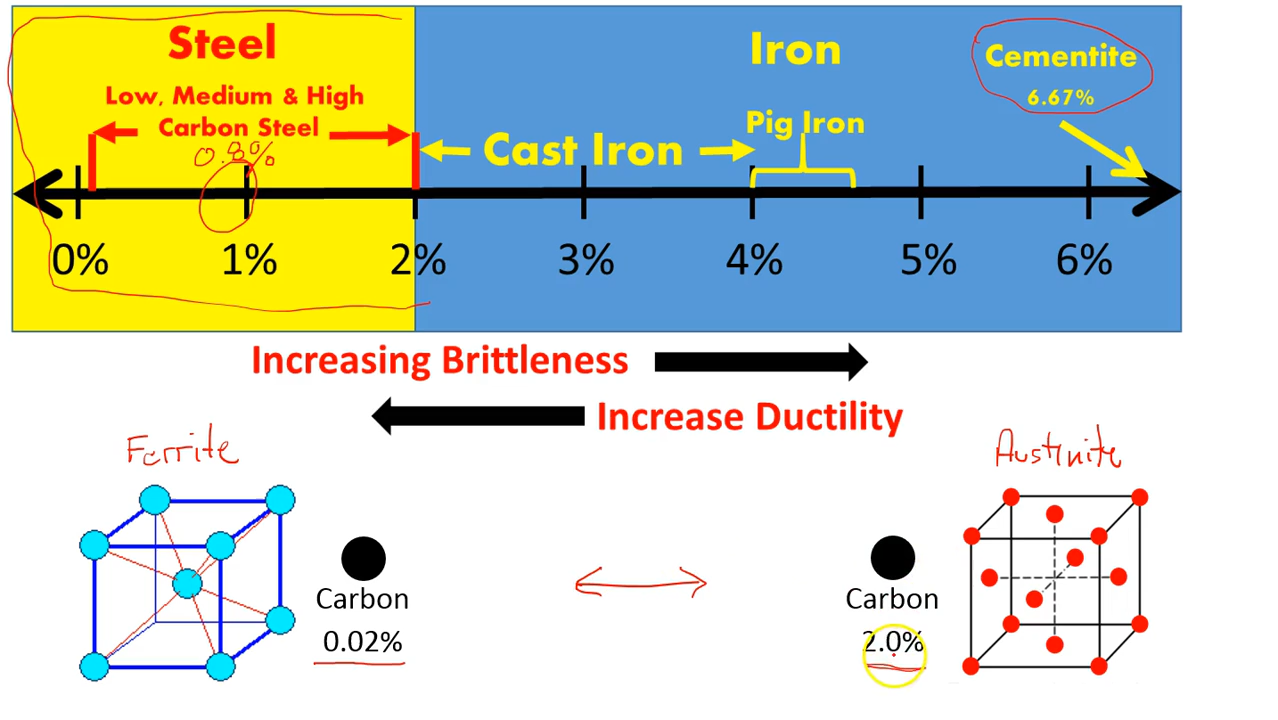 Steel
Iron
Cementite
6.67%
Low, Medium & High
Carbon Steel
Pig Iron
Cast Iron
0.8%
0% 1% 2% 3% 4% 5% 6%
Increasing Brittleness
Increase Ductility
Ferrite
Austinite
Carbon
0.02%
Carbon
2.0%